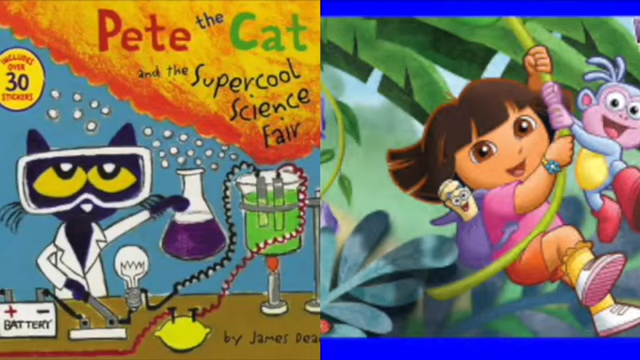 Pete the Cat
and the Supercool
Science
Fair
INCLUDES
OVER
30
STICKERS
+ -
BATTERY
by James Dea